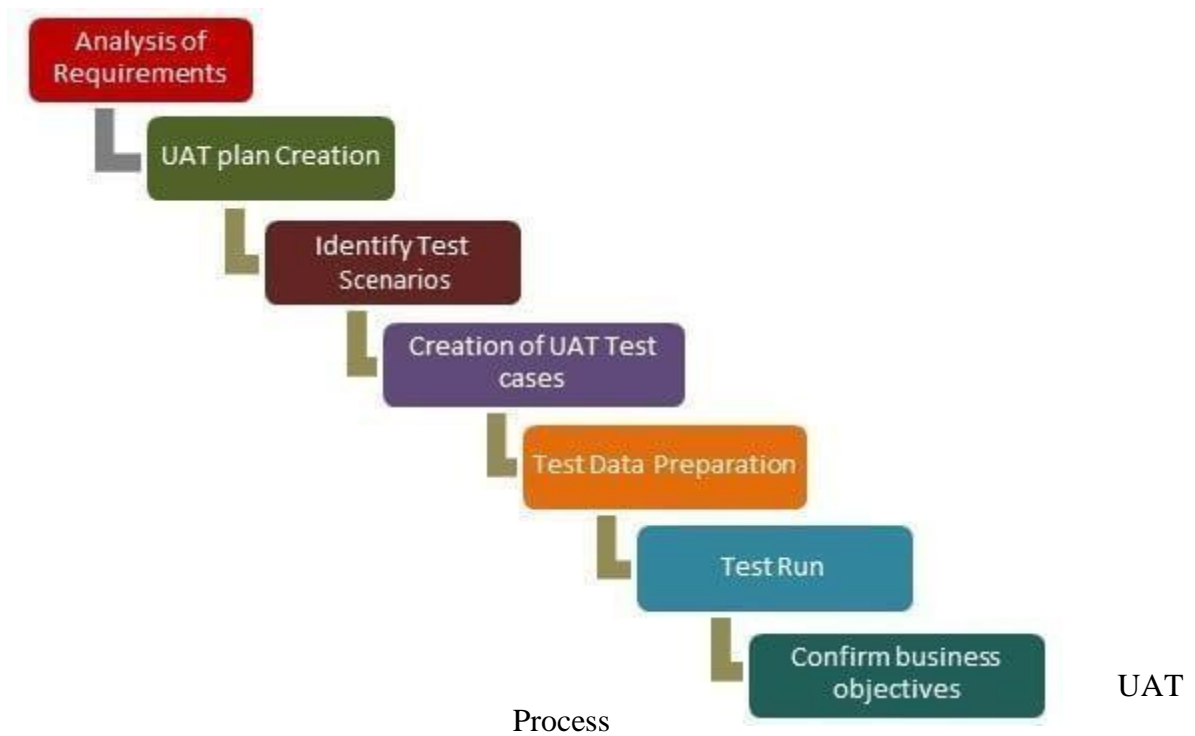 Analysis of
Requirements
UAT plan Creation
Identify Test
Scenarios
Creation of UAT Test
cases
Test Data Preparation
Test Run
Confirm business
objectives
UAT
Process